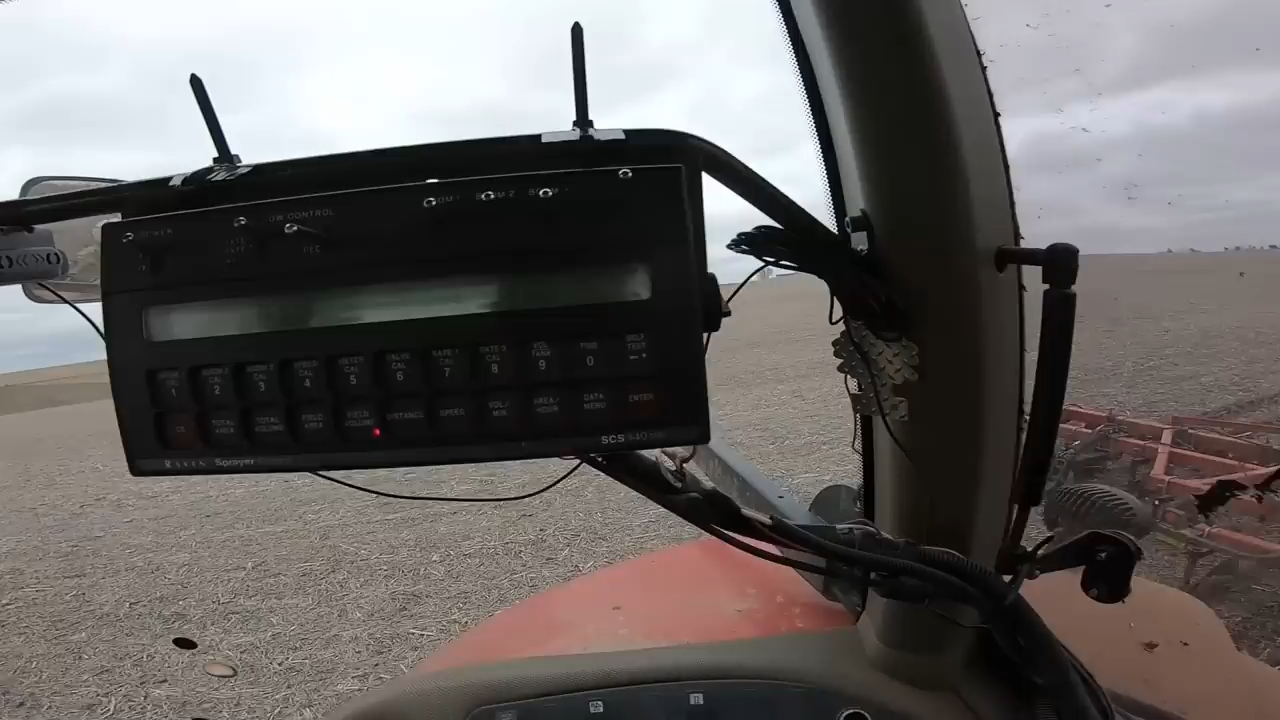 POWER
FLOW CONTROL
BOOM 1 BOOM 2 BOOM
DEC
BOOM 1 CAL 1
BOOM 2 CAL 2
BOOM 3 CAL 3
SPEED CAL 4
METER CAL 5
VALVE CAL 6
RATE 1 CAL 7
RATE 2 CAL 8
VOL TANK 9
TIME 0
SELF TEST
CE
TOTAL AREA
TOTAL VOLUME
FIELD AREA
FIELD VOLUME
DISTANCE
SPEED
VOL/ MIN
AREA/ HOUR
DATA MENU
ENTER
RAVEN Sprayer
SCS 440